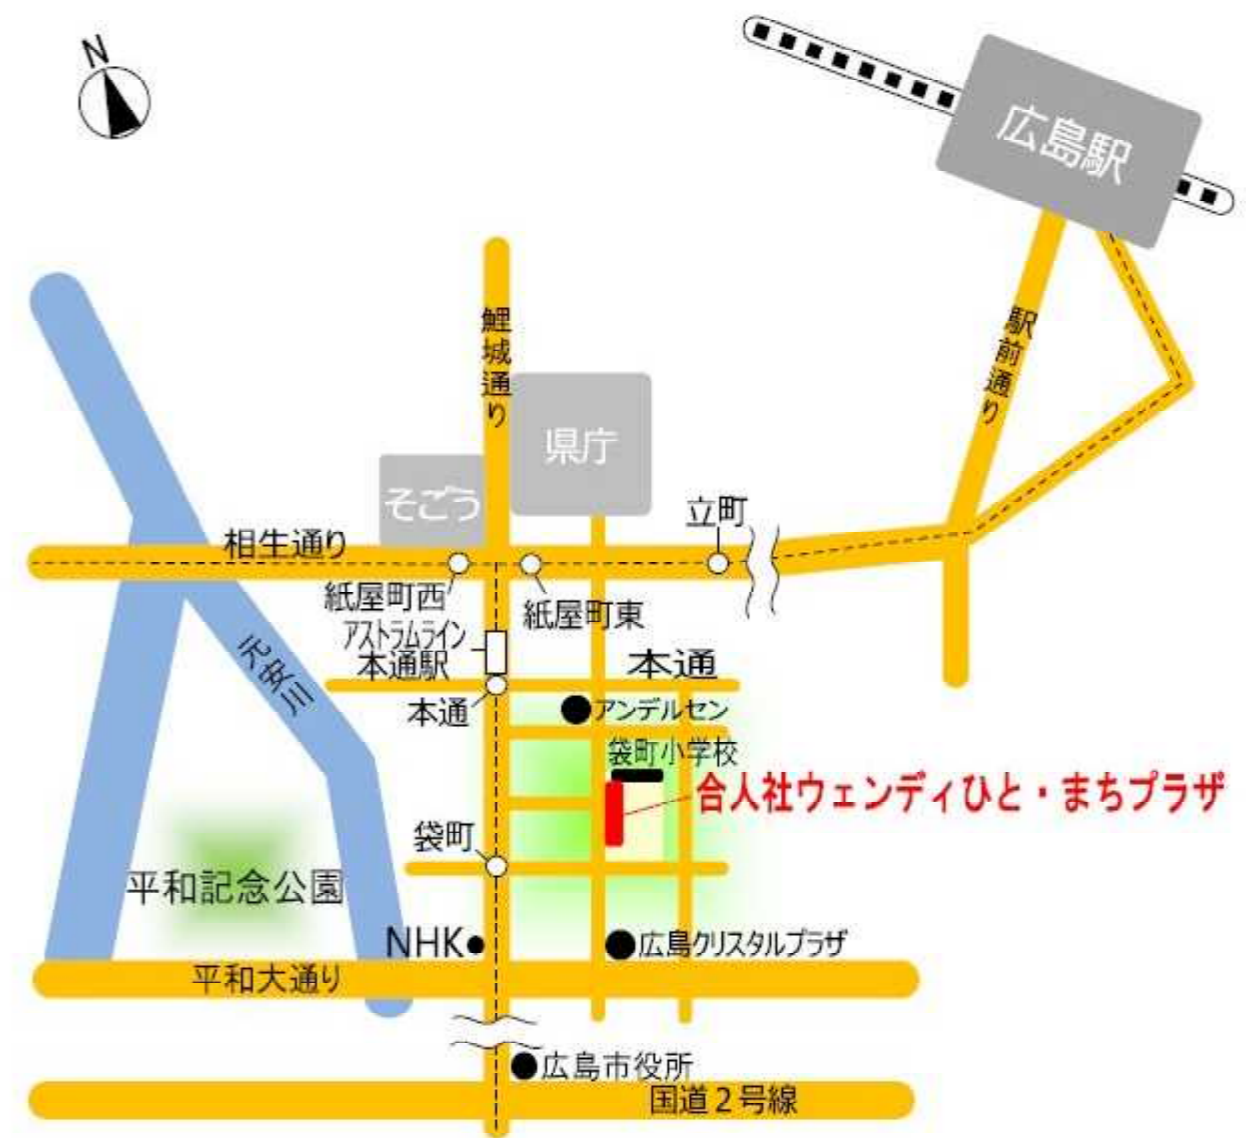 N
広島駅
鯉城通り
駅前通り
県庁
そごう
立町
相生通り
紙屋町西
紙屋町東
アストラムライン
本通駅
本通
元安川
本通
アンデルセン
袋町小学校
合人社ウェンディひと・まちプラザ
袋町
平和記念公園
NHK
広島クリスタルプラザ
平和大通り
広島市役所
国道2号線